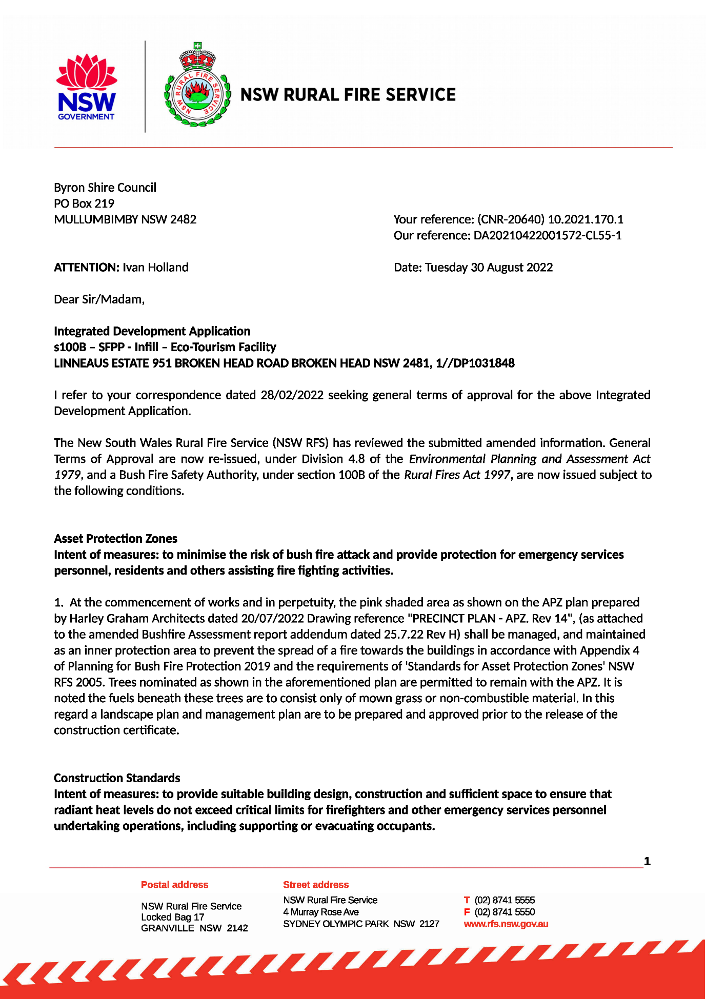 NSW
GOVERNMENT
NSW RURAL FIRE SERVICE
NSW RURAL FIRE SERVICE
Byron Shire Council
PO Box 219
MULLUMBIMBY NSW 2482
Your reference: (CNR-20640) 10.2021.170.1
Our reference: DA20210422001572-CL55-1
ATTENTION: Ivan Holland
Date: Tuesday 30 August 2022
Dear Sir/Madam,
Integrated Development Application
s100B – SFPP - Infill – Eco-Tourism Facility
LINNEAUS ESTATE 951 BROKEN HEAD ROAD BROKEN HEAD NSW 2481, 1//DP1031848
I refer to your correspondence dated 28/02/2022 seeking general terms of approval for the above Integrated
Development Application.
The New South Wales Rural Fire Service (NSW RFS) has reviewed the submitted amended information. General
Terms of Approval are now re-issued, under Division 4.8 of the Environmental Planning and Assessment Act
1979, and a Bush Fire Safety Authority, under section 100B of the Rural Fires Act 1997, are now issued subject to
the following conditions.
Asset Protection Zones
Intent of measures: to minimise the risk of bush fire attack and provide protection for emergency services
personnel, residents and others assisting fire fighting activities.
1. At the commencement of works and in perpetuity, the pink shaded area as shown on the APZ plan prepared
by Harley Graham Architects dated 20/07/2022 Drawing reference "PRECINCT PLAN - APZ. Rev 14", (as attached
to the amended Bushfire Assessment report addendum dated 25.7.22 Rev H) shall be managed, and maintained
as an inner protection area to prevent the spread of a fire towards the buildings in accordance with Appendix 4
of Planning for Bush Fire Protection 2019 and the requirements of 'Standards for Asset Protection Zones' NSW
RFS 2005. Trees nominated as shown in the aforementioned plan are permitted to remain with the APZ. It is
noted the fuels beneath these trees are to consist only of mown grass or non-combustible material. In this
regard a landscape plan and management plan are to be prepared and approved prior to the release of the
construction certificate.
Construction Standards
Intent of measures: to provide suitable building design, construction and sufficient space to ensure that
radiant heat levels do not exceed critical limits for firefighters and other emergency services personnel
undertaking operations, including supporting or evacuating occupants.
1
Postal address
NSW Rural Fire Service
Locked Bag 17
GRANVILLE NSW 2142
Street address
NSW Rural Fire Service
4 Murray Rose Ave
SYDNEY OLYMPIC PARK NSW 2127
T (02) 8741 5555
F (02) 8741 5550
www.rfs.nsw.gov.au